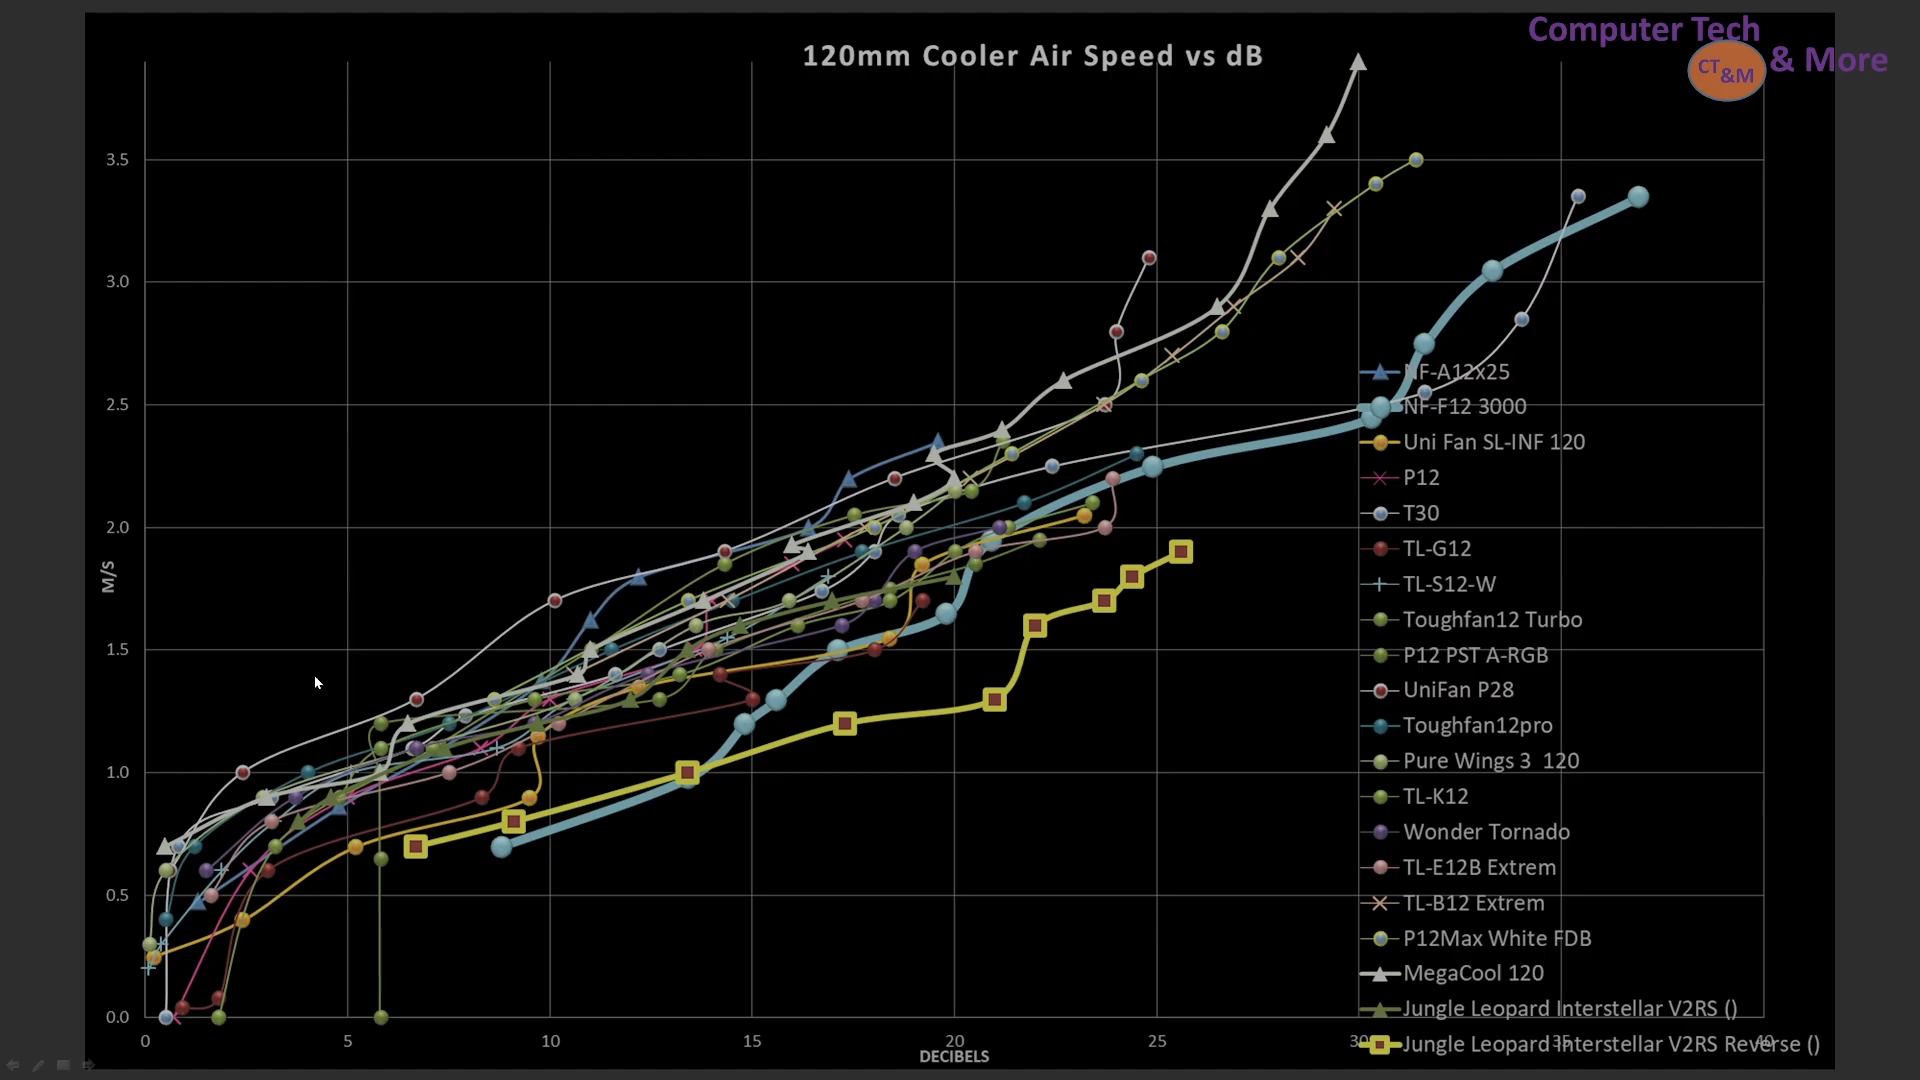 Computer Tech
& More
CT
&M
120mm Cooler Air Speed vs dB
3.5
3.0
2.5
2.0
1.5
1.0
0.5
0.0
M/S
0
5
10
15
20
25
30
35
40
DECIBELS
NF-A12x25
NF-F12 3000
Uni Fan SL-INF 120
P12
T30
TL-G12
TL-S12-W
Toughfan12 Turbo
P12 PST A-RGB
UniFan P28
Toughfan12pro
Pure Wings 3  120
TL-K12
Wonder Tornado
TL-E12B Extrem
TL-B12 Extrem
P12Max White FDB
MegaCool 120
Jungle Leopard Interstellar V2RS ()
Jungle Leopard Interstellar V2RS Reverse ()